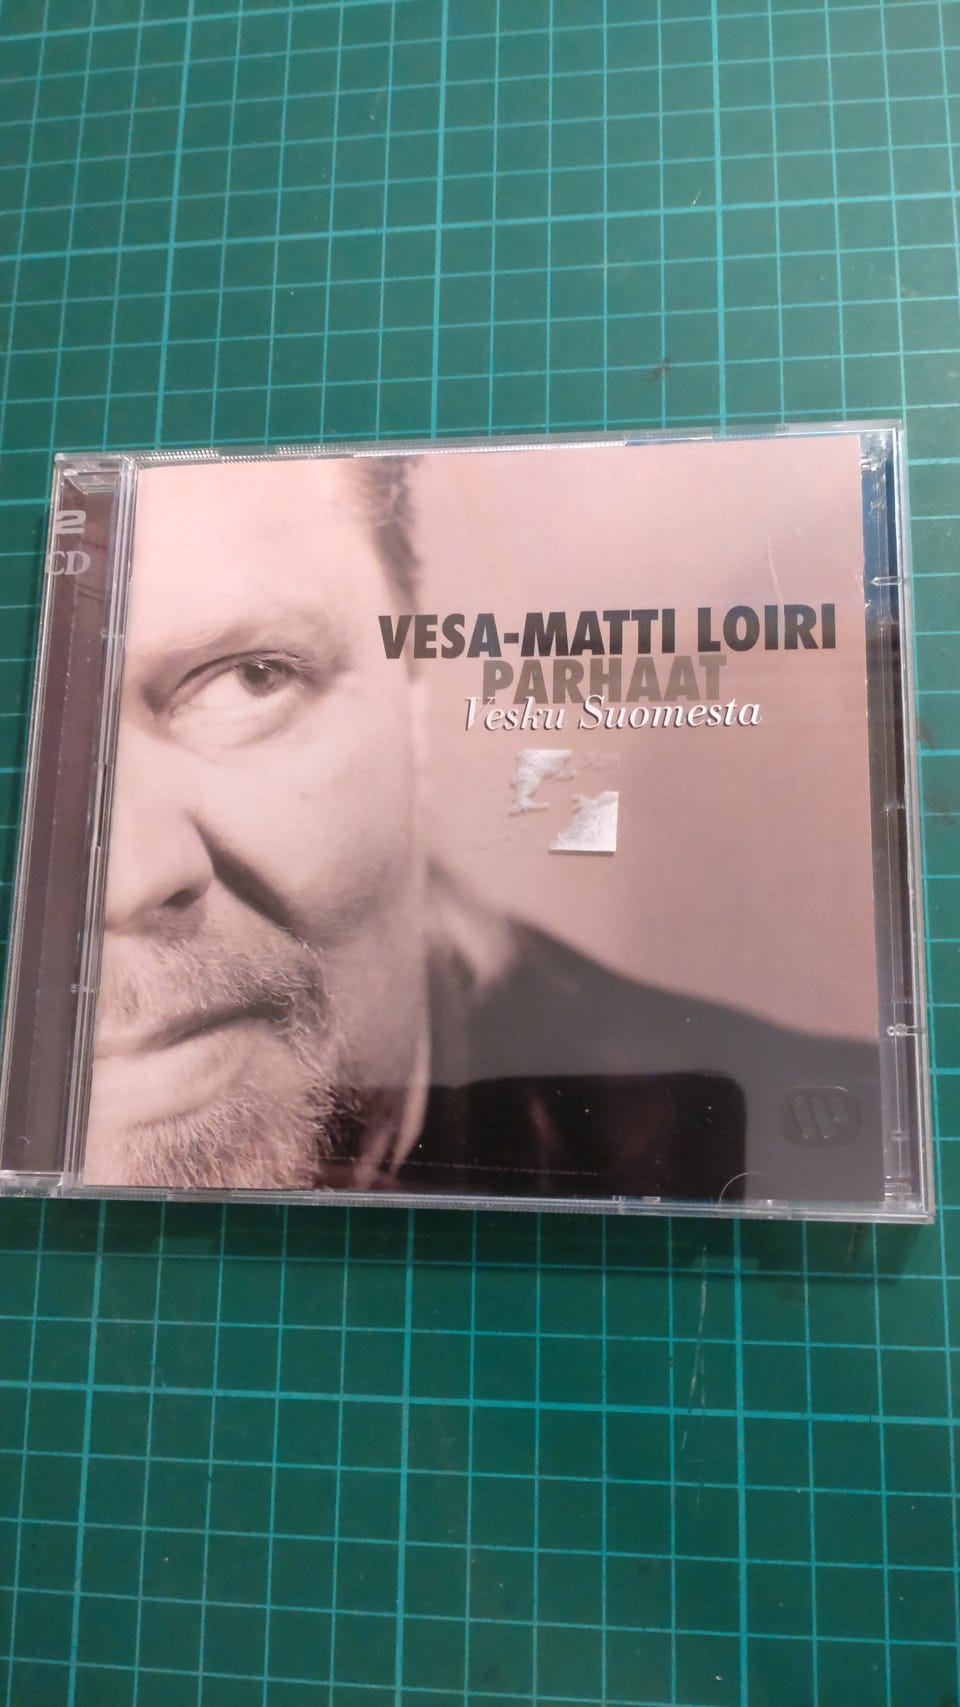 2
CD
VESA-MATTI LOIRI
PARHAAT
Vesku Suomesta